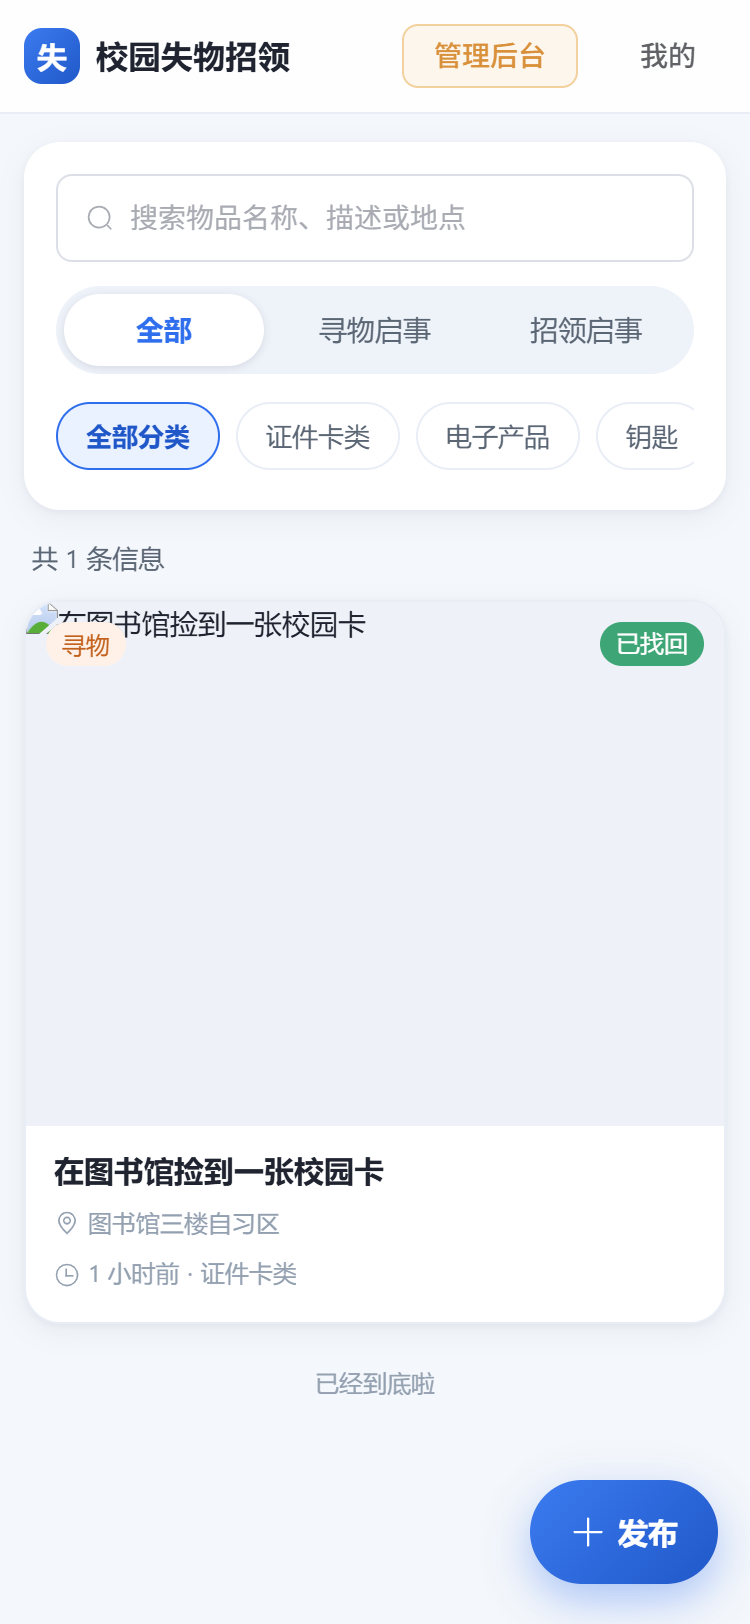 失 校园失物招领 管理后台 我的
搜索物品名称、描述或地点
全部 寻物启事 招领启事
全部分类 证件卡类 电子产品 钥匙
共 1 条信息
在图书馆捡到一张校园卡
寻物 已找回
在图书馆捡到一张校园卡
图书馆三楼自习区
1 小时前 · 证件卡类
已经到底啦
发布